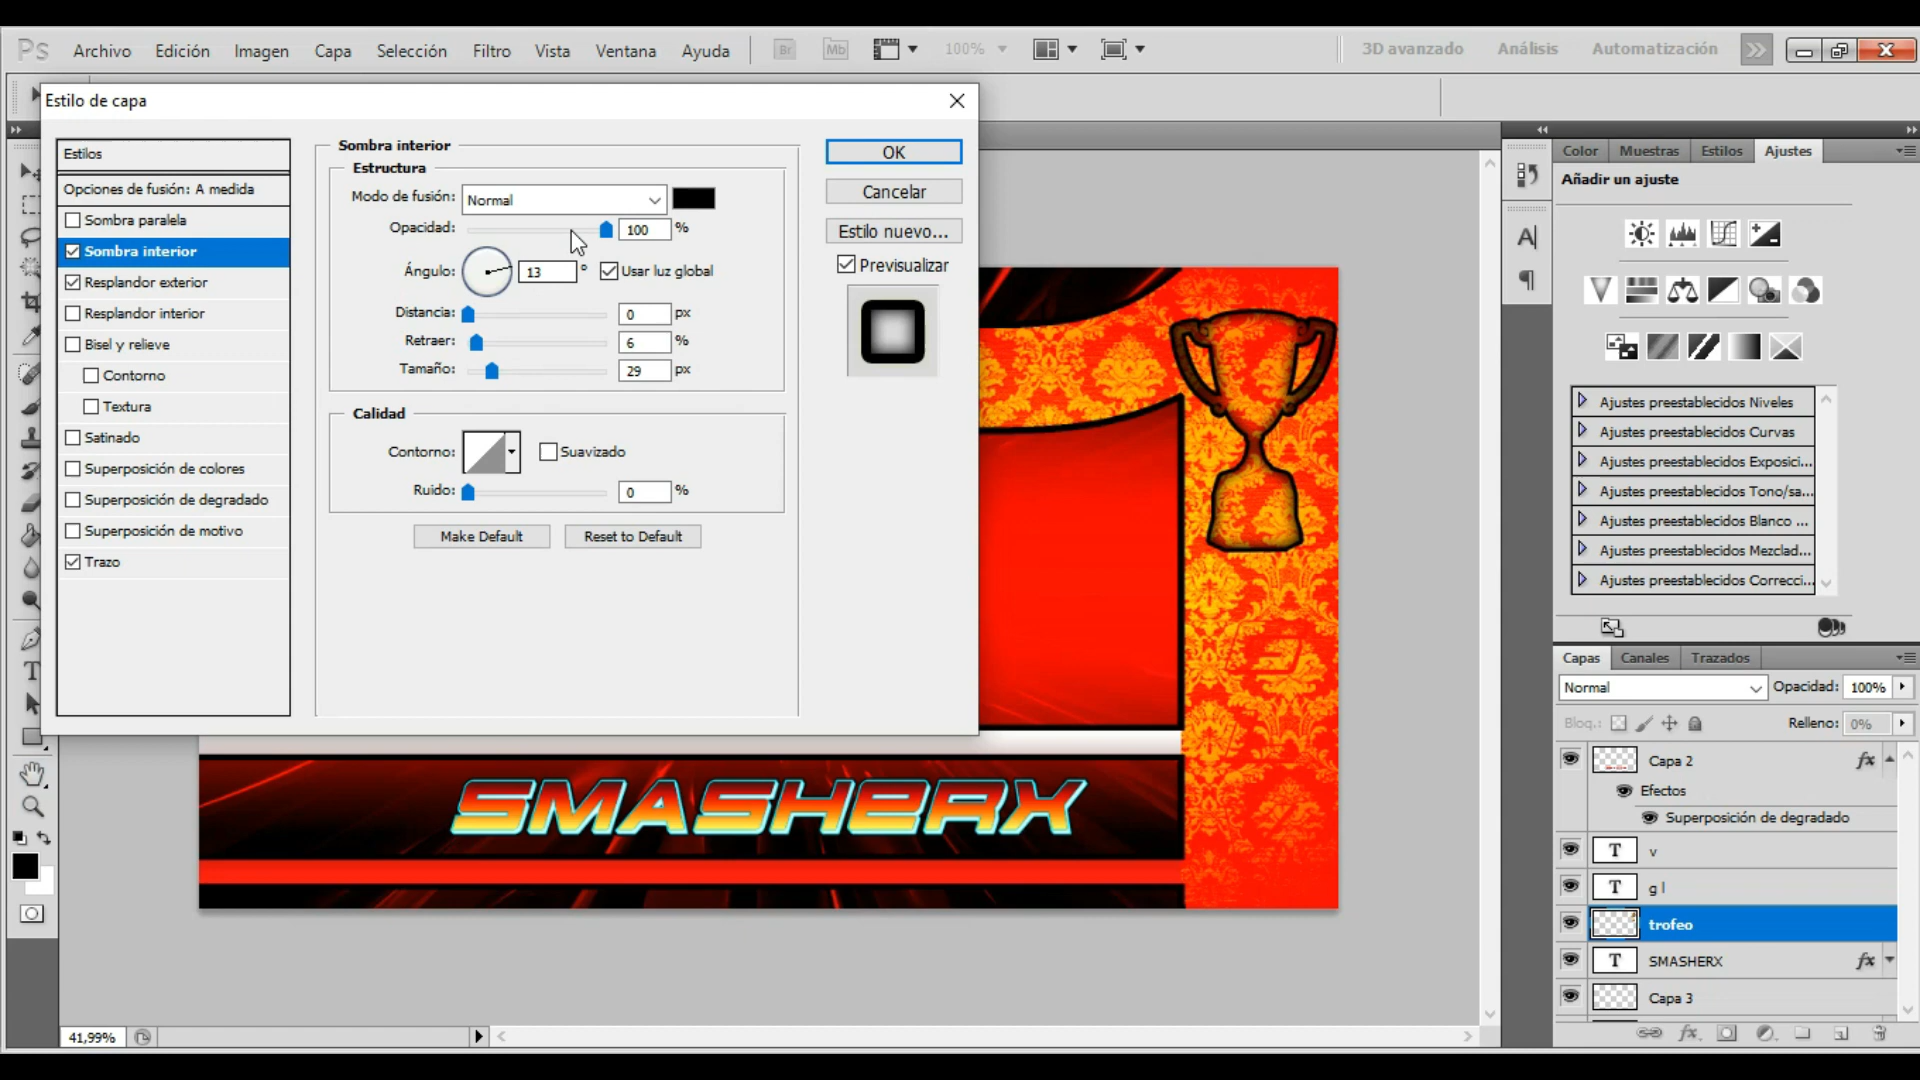 Ps Archivo Edición Imagen Capa Selección Filtro Vista Ventana Ayuda Br Mb 100% 3D avanzado Análisis Automatización
Estilo de capa
Estilos
Opciones de fusión: A medida
Sombra paralela
Sombra interior
Resplandor exterior
Resplandor interior
Bisel y relieve
Contorno
Textura
Satinado
Superposición de colores
Superposición de degradado
Superposición de motivo
Trazo
Sombra interior
Estructura
Modo de fusión: Normal
Opacidad: 100 %
Ángulo: 13 ° Usar luz global
Distancia: 0 px
Retraer: 6 %
Tamaño: 29 px
Calidad
Contorno: Suavizado
Ruido: 0 %
Make Default Reset to Default
OK
Cancelar
Estilo nuevo...
Previsualizar
SMASHERX
Color Muestras Estilos Ajustes
Añadir un ajuste
Ajustes preestablecidos Niveles
Ajustes preestablecidos Curvas
Ajustes preestablecidos Exposici...
Ajustes preestablecidos Tono/sa...
Ajustes preestablecidos Blanco ...
Ajustes preestablecidos Mezclad...
Ajustes preestablecidos Correcci...
Capas Canales Trazados
Normal Opacidad: 100%
Bloq.: Relleno: 0%
Capa 2 fx
Efectos
Superposición de degradado
T v
T g l
trofeo
T SMASHERX fx
Capa 3
41,99%